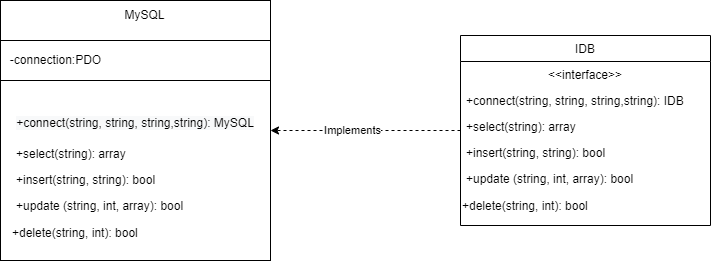 MySQL
-connection:PDO
+connect(string, string, string,string): MySQL
+select(string): array
+insert(string, string): bool
+update (string, int, array): bool
+delete(string, int): bool
Implements
IDB
<<interface>>
+connect(string, string, string,string): IDB
+select(string): array
+insert(string, string): bool
+update (string, int, array): bool
+delete(string, int): bool